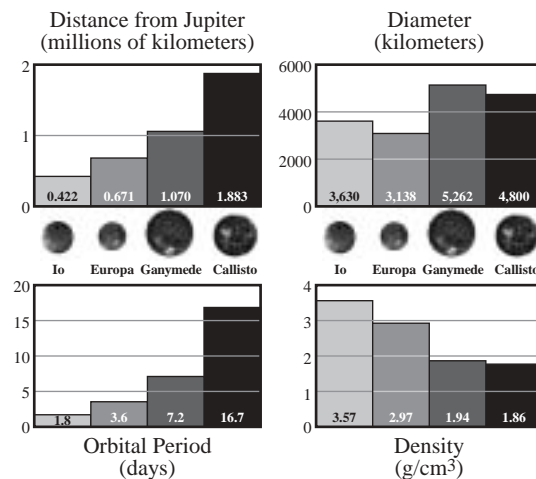 Distance from Jupiter
(millions of kilometers)
2
1
0
0.422 0.671 1.070 1.883
Diameter
(kilometers)
6000
4000
2000
0
3,630 3,138 5,262 4,800
Io Europa Ganymede Callisto
Io Europa Ganymede Callisto
20
15
10
5
0
1.8 3.6 7.2 16.7
Orbital Period
(days)
4
3
2
1
0
3.57 2.97 1.94 1.86
Density
(g/cm3)